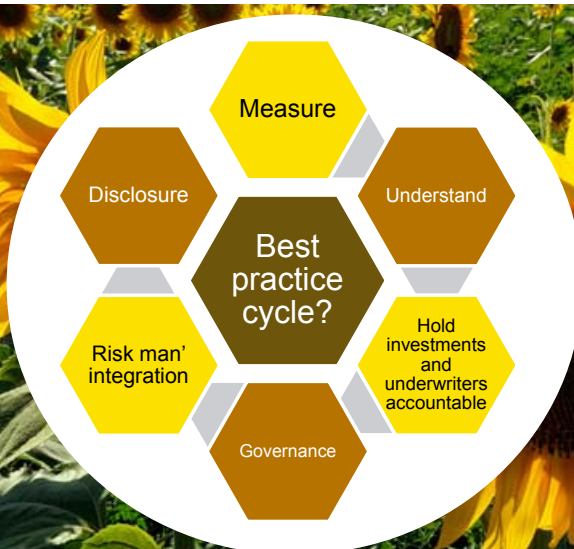 Measure
Understand
Hold
investments
and
underwriters
accountable
Governance
Risk man’
integration
Disclosure
Best
practice
cycle?